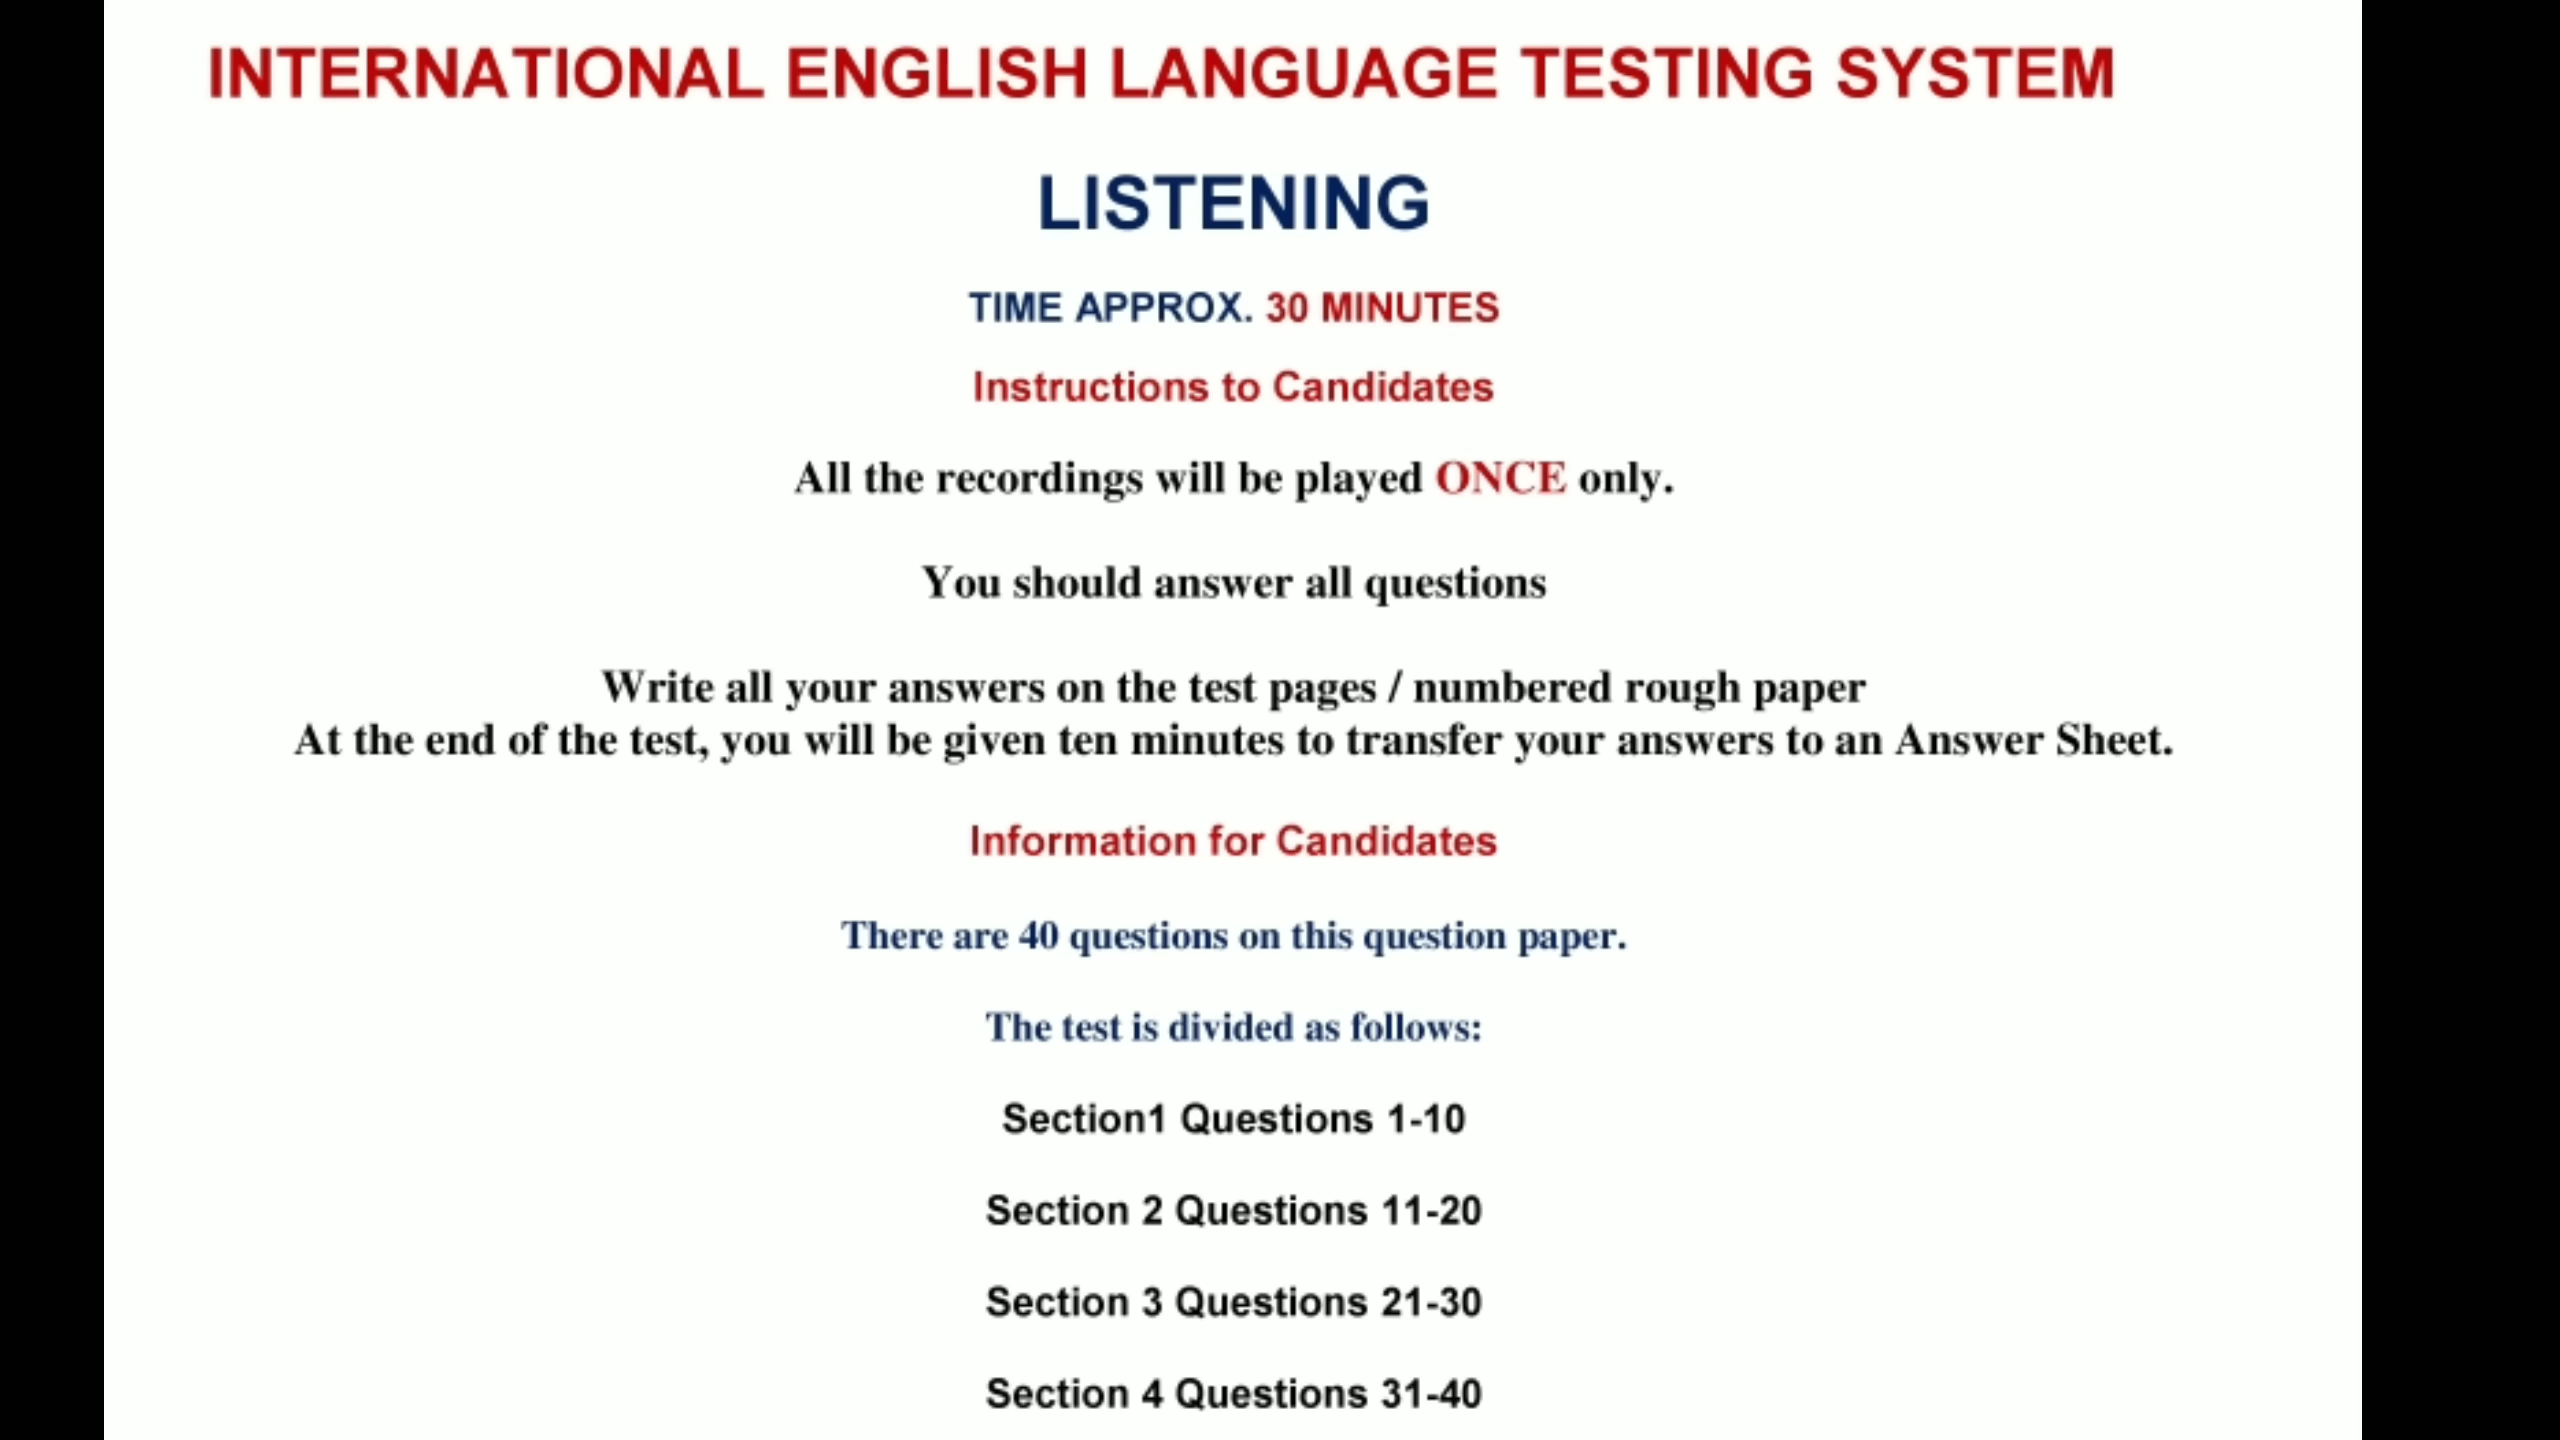 INTERNATIONAL ENGLISH LANGUAGE TESTING SYSTEM
LISTENING
TIME APPROX. 30 MINUTES
Instructions to Candidates
All the recordings will be played ONCE only.
You should answer all questions
Write all your answers on the test pages / numbered rough paper
At the end of the test, you will be given ten minutes to transfer your answers to an Answer Sheet.
Information for Candidates
There are 40 questions on this question paper.
The test is divided as follows:
Section1 Questions 1-10
Section 2 Questions 11-20
Section 3 Questions 21-30
Section 4 Questions 31-40